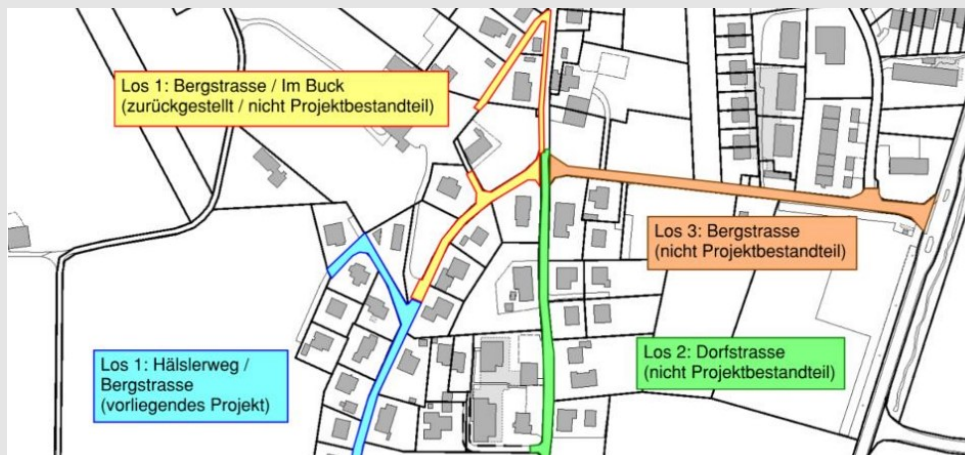 Los 1: Bergstrasse / Im Buck
(zurückgestellt / nicht Projektbestandteil)
Los 3: Bergstrasse
(nicht Projektbestandteil)
Los 1: Hälslerweg /
Bergstrasse
(vorliegendes Projekt)
Los 2: Dorfstrasse
(nicht Projektbestandteil)